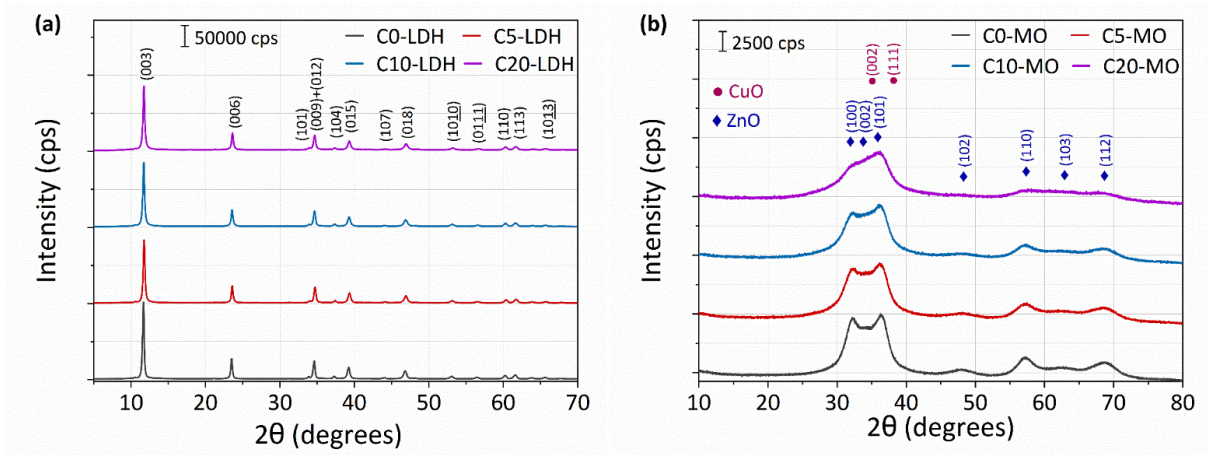 (a)
50000 cps
C0-LDH
C5-LDH
C10-LDH
C20-LDH
(003)
(006)
(101)
(009)+(012)
(104)
(015)
(107)
(018)
(1010)
(0111)
(110)
(113)
(1013)
Intensity (cps)
10 20 30 40 50 60 70
2θ (degrees)
(b)
2500 cps
C0-MO
C5-MO
C10-MO
C20-MO
CuO
ZnO
(002)
(111)
(100)
(002)
(101)
(102)
(110)
(103)
(112)
Intensity (cps)
10 20 30 40 50 60 70 80
2θ (degrees)